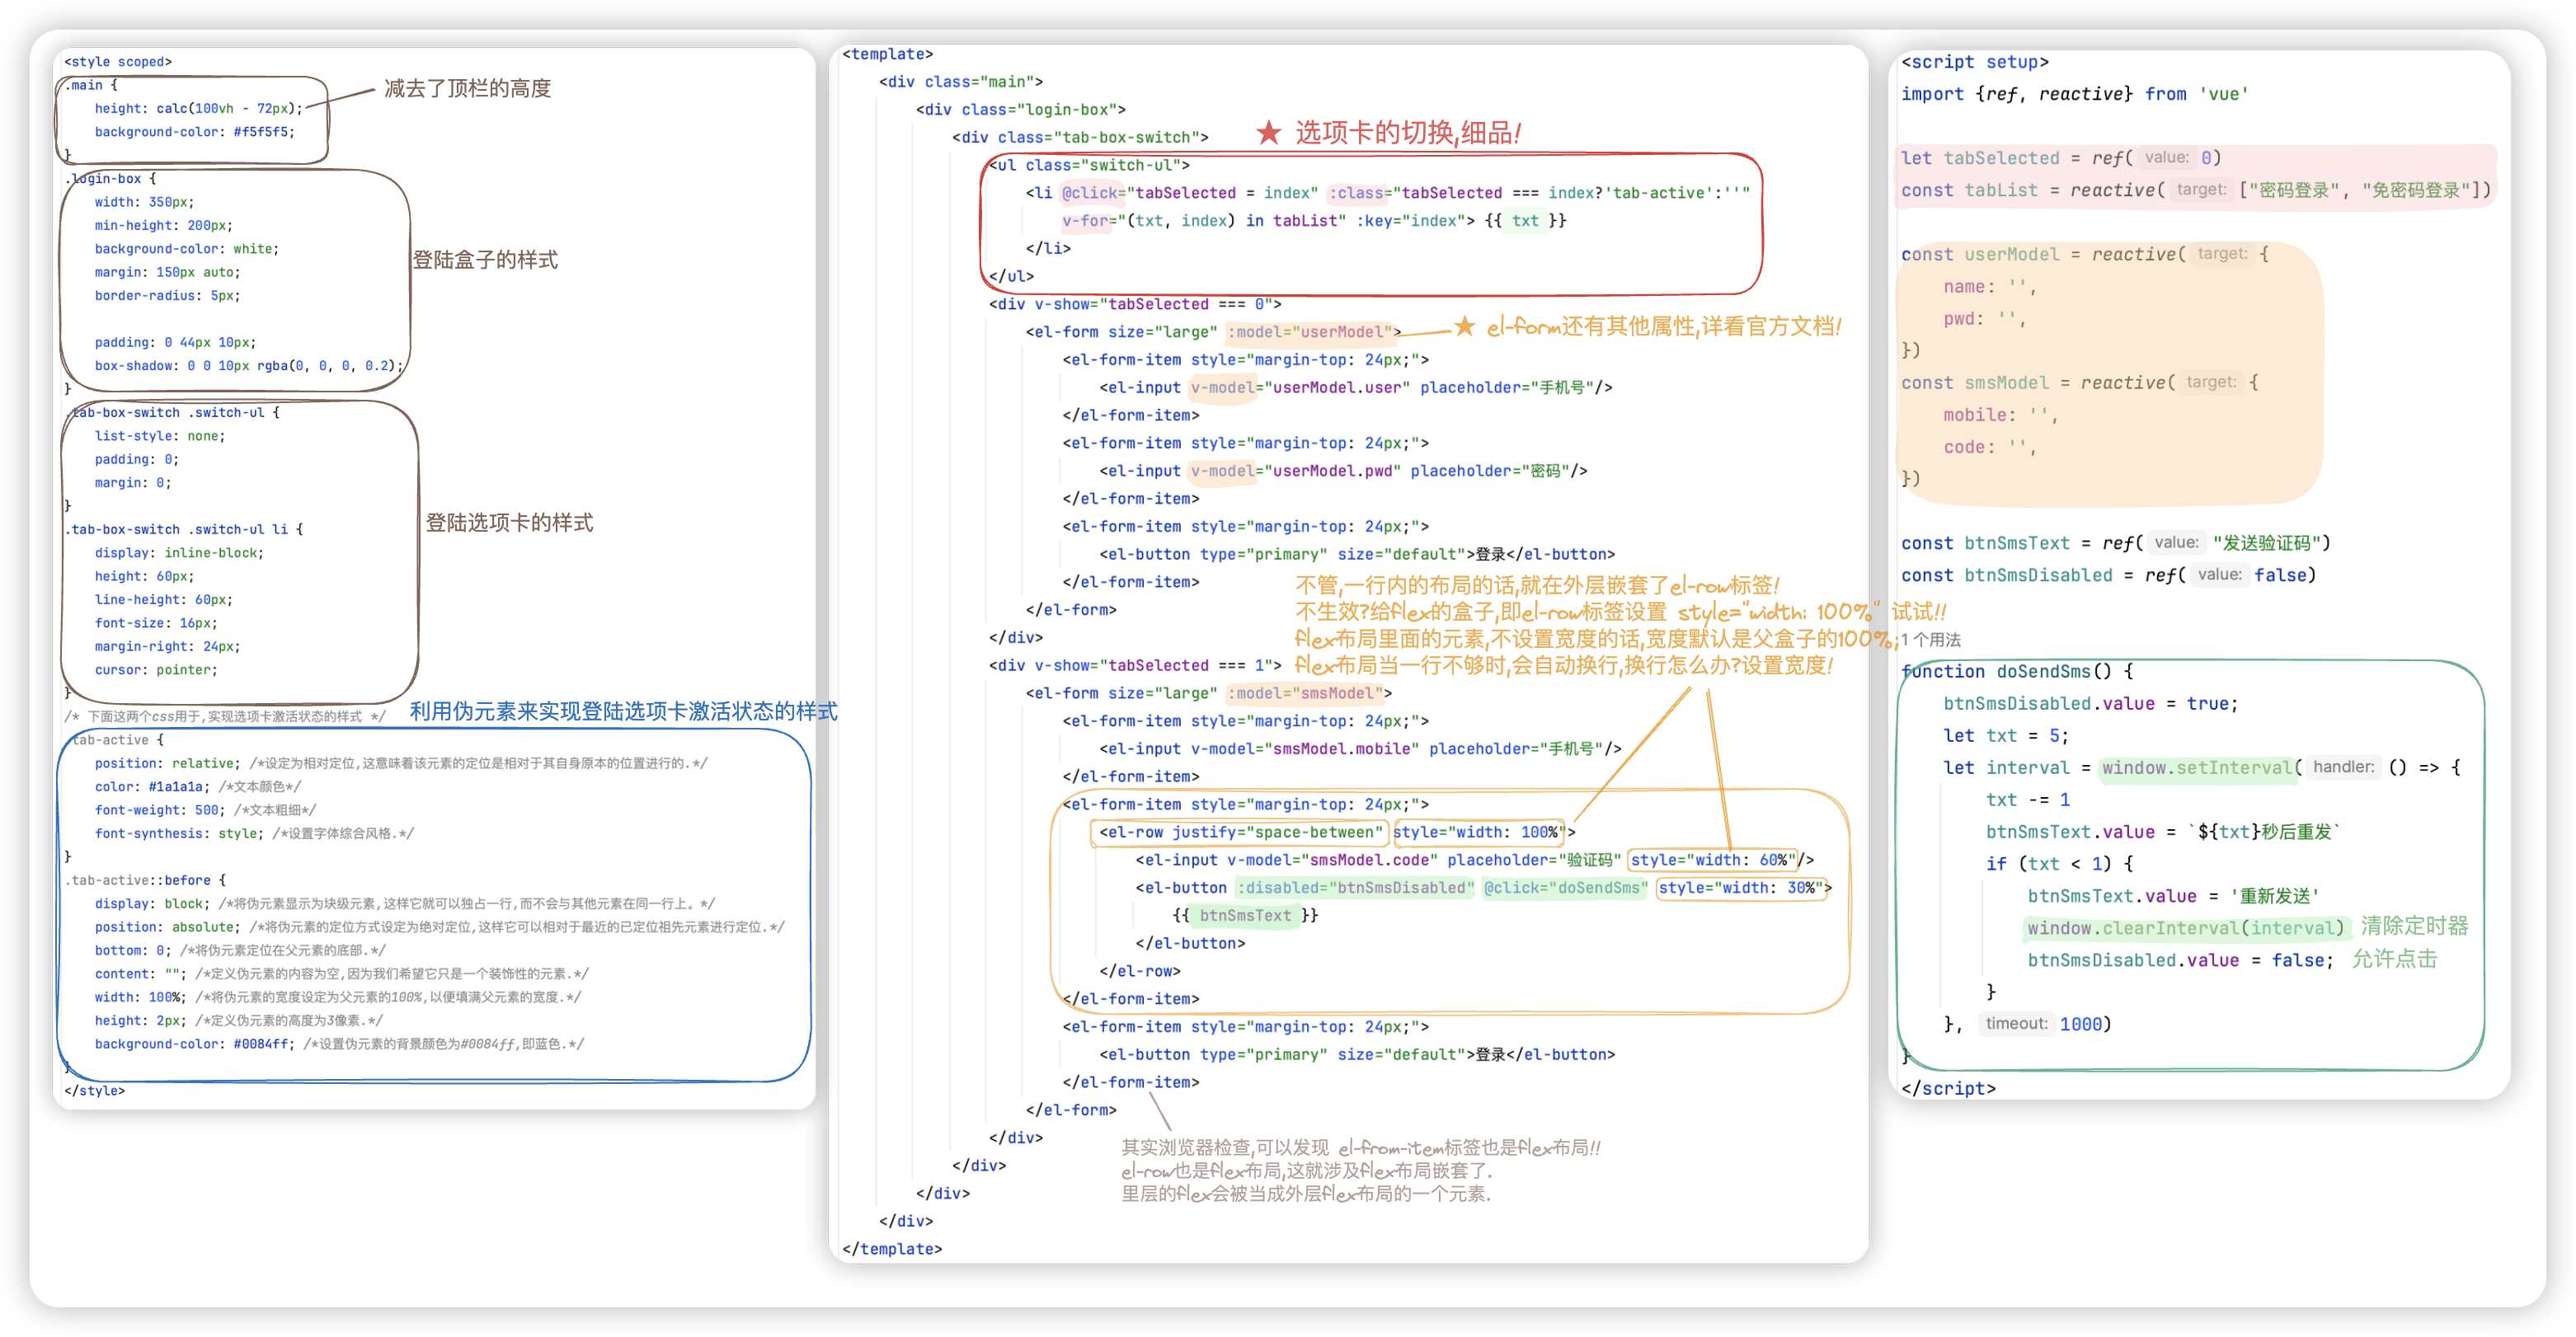 <style scoped>
.main {
height: calc(100vh - 72px);
减去了顶栏的高度
background-color: #f5f5f5;
}
.login-box {
width: 350px;
min-height: 200px;
background-color: white;
登陆盒子的样式
margin: 150px auto;
border-radius: 5px;
padding: 0 44px 10px;
box-shadow: 0 0 10px rgba(0, 0, 0, 0.2);
}
.tab-box-switch .switch-ul {
list-style: none;
padding: 0;
margin: 0;
}
登陆选项卡的样式
.tab-box-switch .switch-ul li {
display: inline-block;
height: 60px;
line-height: 60px;
font-size: 16px;
margin-right: 24px;
cursor: pointer;
}
/* 下面这两个css用于,实现选项卡激活状态的样式 */
利用伪元素来实现登陆选项卡激活状态的样式
.tab-active {
position: relative; /*设定为相对定位,这意味着该元素的定位是相对于其自身原本的位置进行的.*/
color: #1a1a1a; /*文本颜色*/
font-weight: 500; /*文本粗细*/
font-synthesis: style; /*设置字体综合风格.*/
}
.tab-active::before {
display: block; /*将伪元素显示为块级元素,这样它就可以独占一行,而不会与其他元素在同一行上。*/
position: absolute; /*将伪元素的定位方式设定为绝对定位,这样它可以相对于最近的已定位祖先元素进行定位.*/
bottom: 0; /*将伪元素定位在父元素的底部.*/
content: ""; /*定义伪元素的内容为空,因为我们希望它只是一个装饰性的元素.*/
width: 100%; /*将伪元素的宽度设定为父元素的100%,以便填满父元素的宽度.*/
height: 2px; /*定义伪元素的高度为3像素.*/
background-color: #0084ff; /*设置伪元素的背景颜色为#0084ff,即蓝色.*/
}
</style>
<template>
<div class="main">
<div class="login-box">
<div class="tab-box-switch">
★ 选项卡的切换,细品!
<ul class="switch-ul">
<li @click="tabSelected = index" :class="tabSelected === index?'tab-active':''"
v-for="(txt, index) in tabList" :key="index"> {{ txt }}
</li>
</ul>
<div v-show="tabSelected === 0">
<el-form size="large" :model="userModel">
★ el-form还有其他属性,详看官方文档!
<el-form-item style="margin-top: 24px;">
<el-input v-model="userModel.user" placeholder="手机号"/>
</el-form-item>
<el-form-item style="margin-top: 24px;">
<el-input v-model="userModel.pwd" placeholder="密码"/>
</el-form-item>
<el-form-item style="margin-top: 24px;">
<el-button type="primary" size="default">登录</el-button>
</el-form-item>
</el-form>
</div>
不管,一行内的布局的话,就在外层嵌套了el-row标签!
不生效?给flex的盒子,即el-row标签设置 style="width: 100%" 试试!!
flex布局里面的元素,不设置宽度的话,宽度默认是父盒子的100%;
flex布局当一行不够时,会自动换行,换行怎么办?设置宽度!
<div v-show="tabSelected === 1">
<el-form size="large" :model="smsModel">
<el-form-item style="margin-top: 24px;">
<el-input v-model="smsModel.mobile" placeholder="手机号"/>
</el-form-item>
<el-form-item style="margin-top: 24px;">
<el-row justify="space-between" style="width: 100%">
<el-input v-model="smsModel.code" placeholder="验证码" style="width: 60%"/>
<el-button :disabled="btnSmsDisabled" @click="doSendSms" style="width: 30%">
{{ btnSmsText }}
</el-button>
</el-row>
</el-form-item>
<el-form-item style="margin-top: 24px;">
<el-button type="primary" size="default">登录</el-button>
</el-form-item>
</el-form>
</div>
其实浏览器检查,可以发现 el-from-item标签也是flex布局!!
el-row也是flex布局,这就涉及flex布局嵌套了.
里层的flex会被当成外层flex布局的一个元素.
</div>
</div>
</div>
</template>
<script setup>
import {ref, reactive} from 'vue'
let tabSelected = ref( value: 0)
const tabList = reactive( target: ["密码登录", "免密码登录"])
const userModel = reactive( target: {
name: '',
pwd: '',
})
const smsModel = reactive( target: {
mobile: '',
code: '',
})
const btnSmsText = ref( value: "发送验证码")
const btnSmsDisabled = ref( value: false)
1 个用法
function doSendSms() {
btnSmsDisabled.value = true;
let txt = 5;
let interval = window.setInterval( handler: () => {
txt -= 1
btnSmsText.value = `${txt}秒后重发`
if (txt < 1) {
btnSmsText.value = '重新发送'
window.clearInterval(interval) 清除定时器
btnSmsDisabled.value = false; 允许点击
}
}, timeout: 1000)
}
</script>